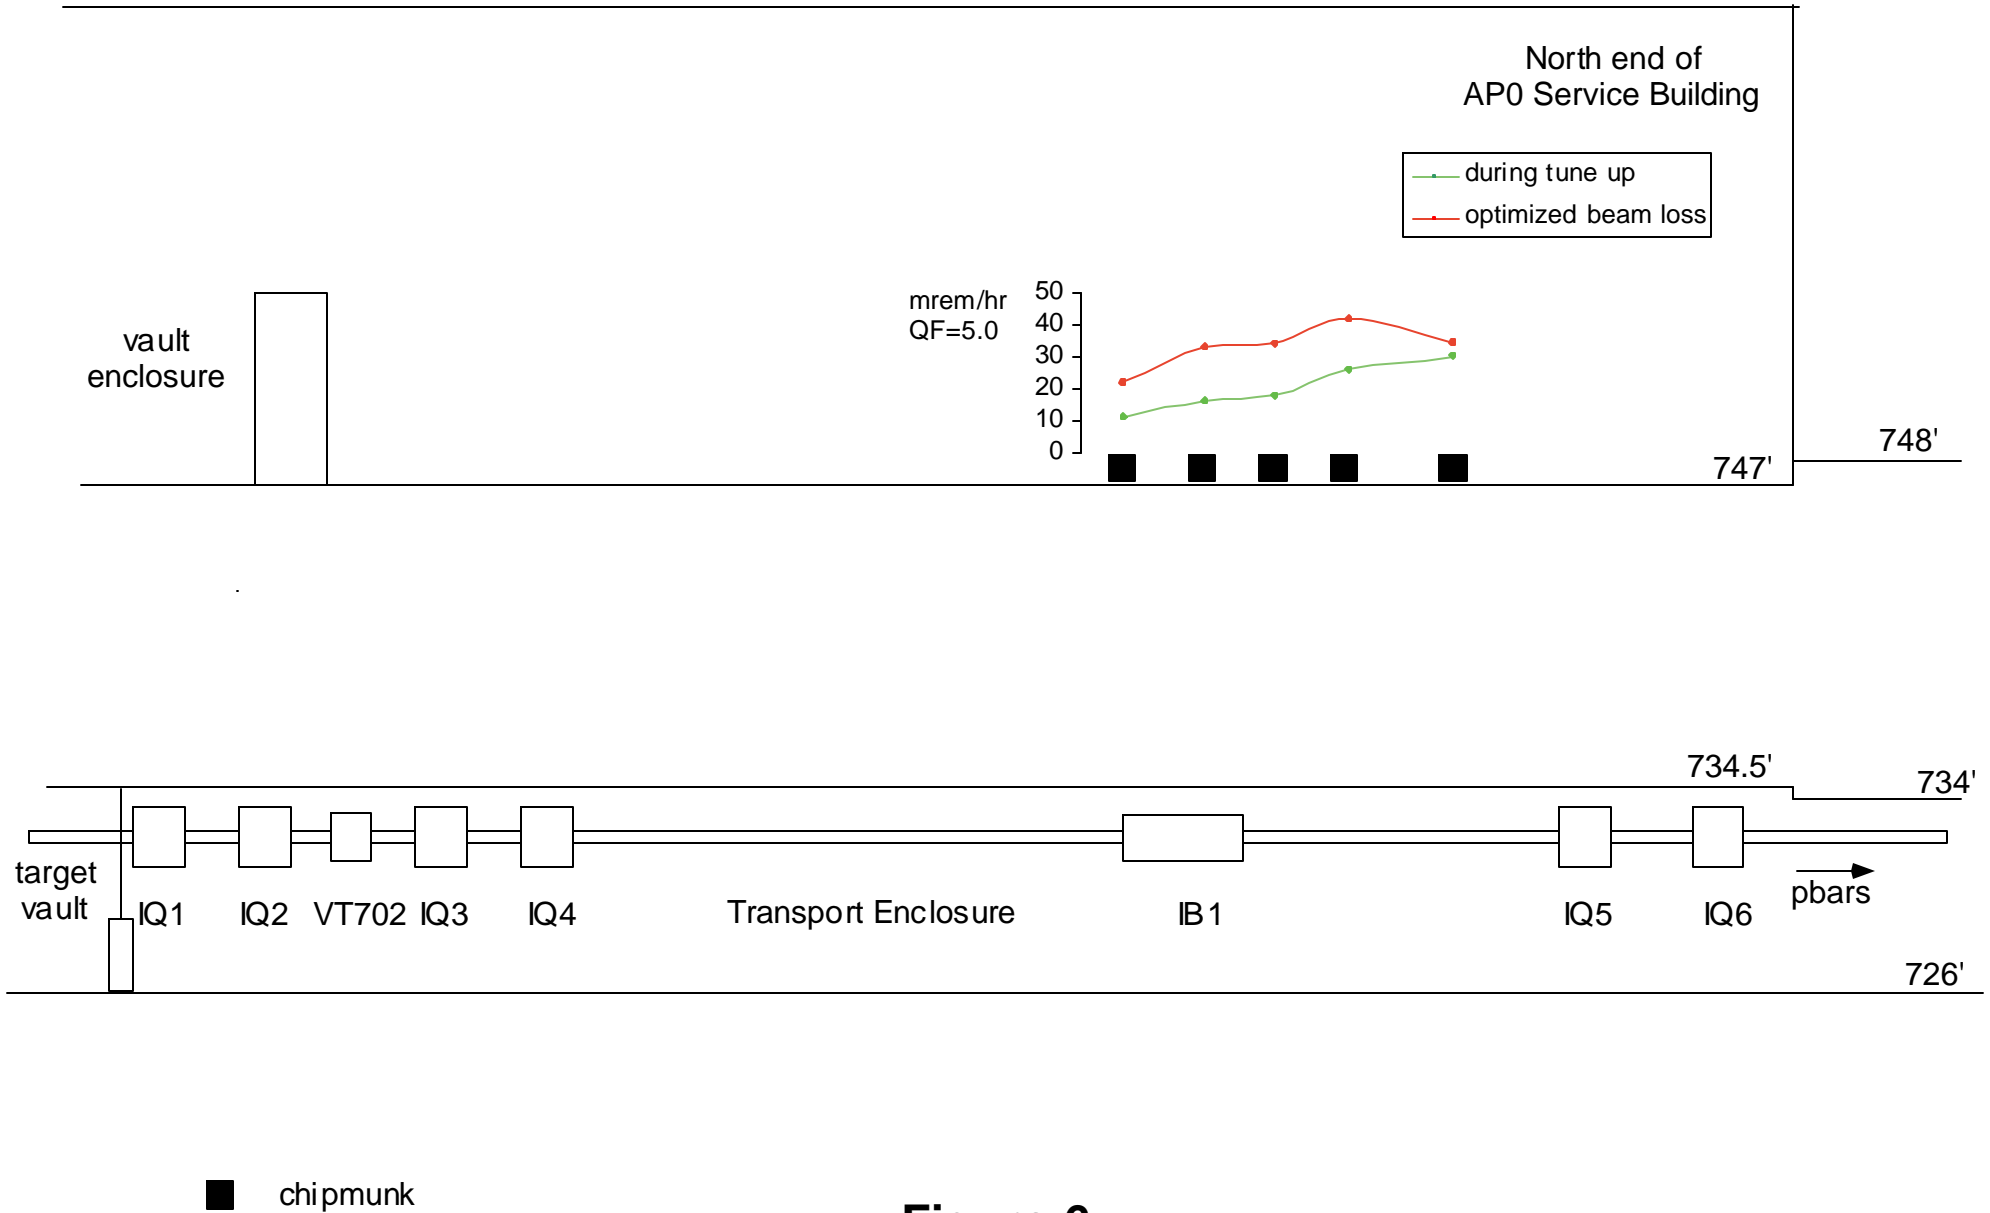 North end of
AP0 Service Building
during tune up
optimized beam loss
mrem/hr
QF=5.0
50
40
30
20
10
0
vault
enclosure
748'
747'
734.5'
734'
target
vault
IQ1
IQ2
VT702
IQ3
IQ4
Transport Enclosure
IB1
IQ5
IQ6
pbars
726'
chipmunk